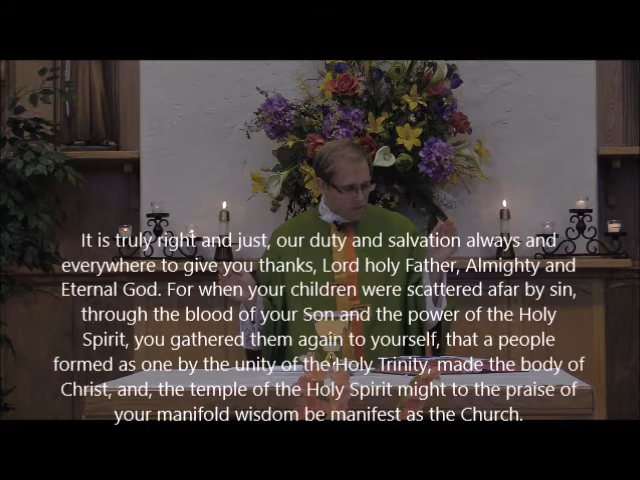 It is truly right and just, our duty and salvation always and
everywhere to give you thanks, Lord holy Father, Almighty and
Eternal God. For when your children were scattered afar by sin,
through the blood of your Son and the power of the Holy
Spirit, you gathered them again to yourself, that a people
formed as one by the unity of the Holy Trinity, made the body of
Christ, and, the temple of the Holy Spirit might to the praise of
your manifold wisdom be manifest as the Church.